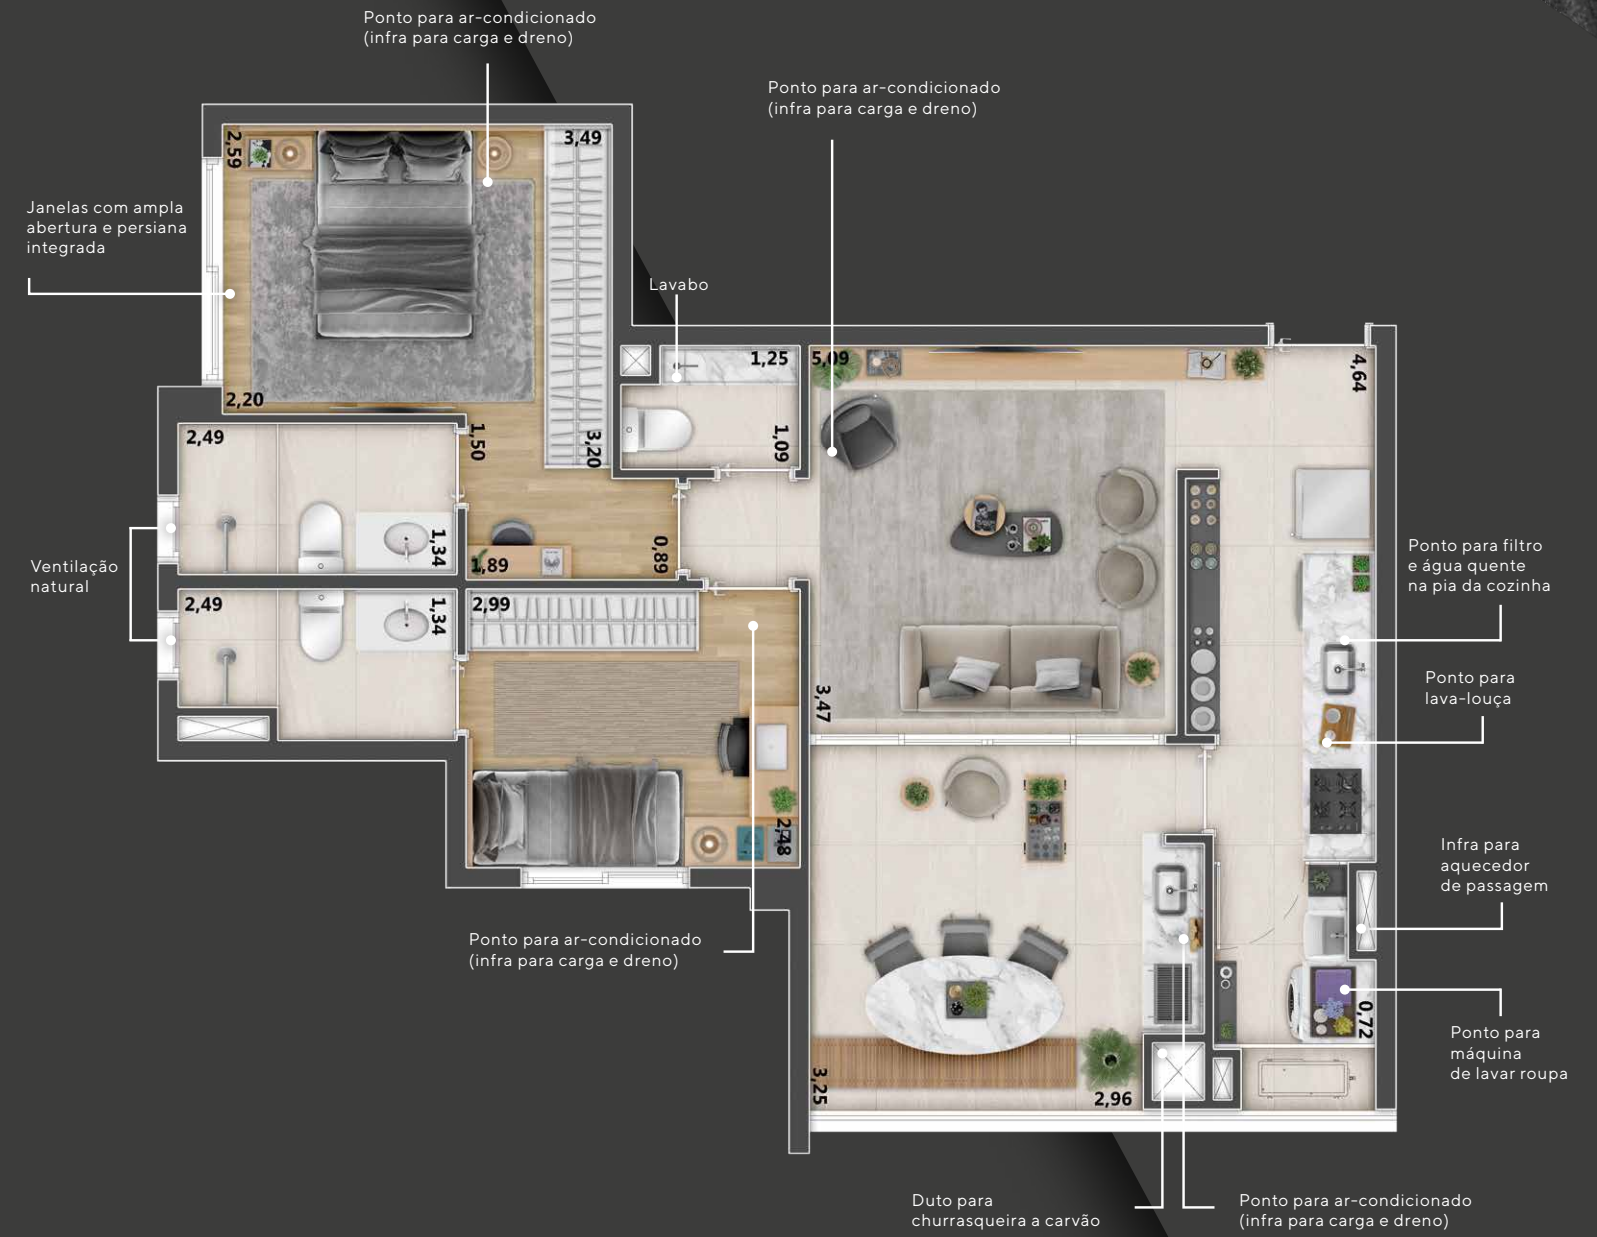 Ponto para ar-condicionado
(infra para carga e dreno)
Ponto para ar-condicionado
(infra para carga e dreno)
2,59
3,49
Janelas com ampla
abertura e persiana
integrada
Lavabo
2,20
1,25
5,09
4,64
2,49
1,50
3,20
1,09
1,34
1,89
0,89
Ventilação
natural
2,49
1,34
2,99
Ponto para filtro
e água quente
na pia da cozinha
Ponto para
lava-louça
3,47
2,48
Infra para
aquecedor
de passagem
Ponto para ar-condicionado
(infra para carga e dreno)
0,72
Ponto para
máquina
de lavar roupa
3,25
2,96
Duto para
churrasqueira a carvão
Ponto para ar-condicionado
(infra para carga e dreno)